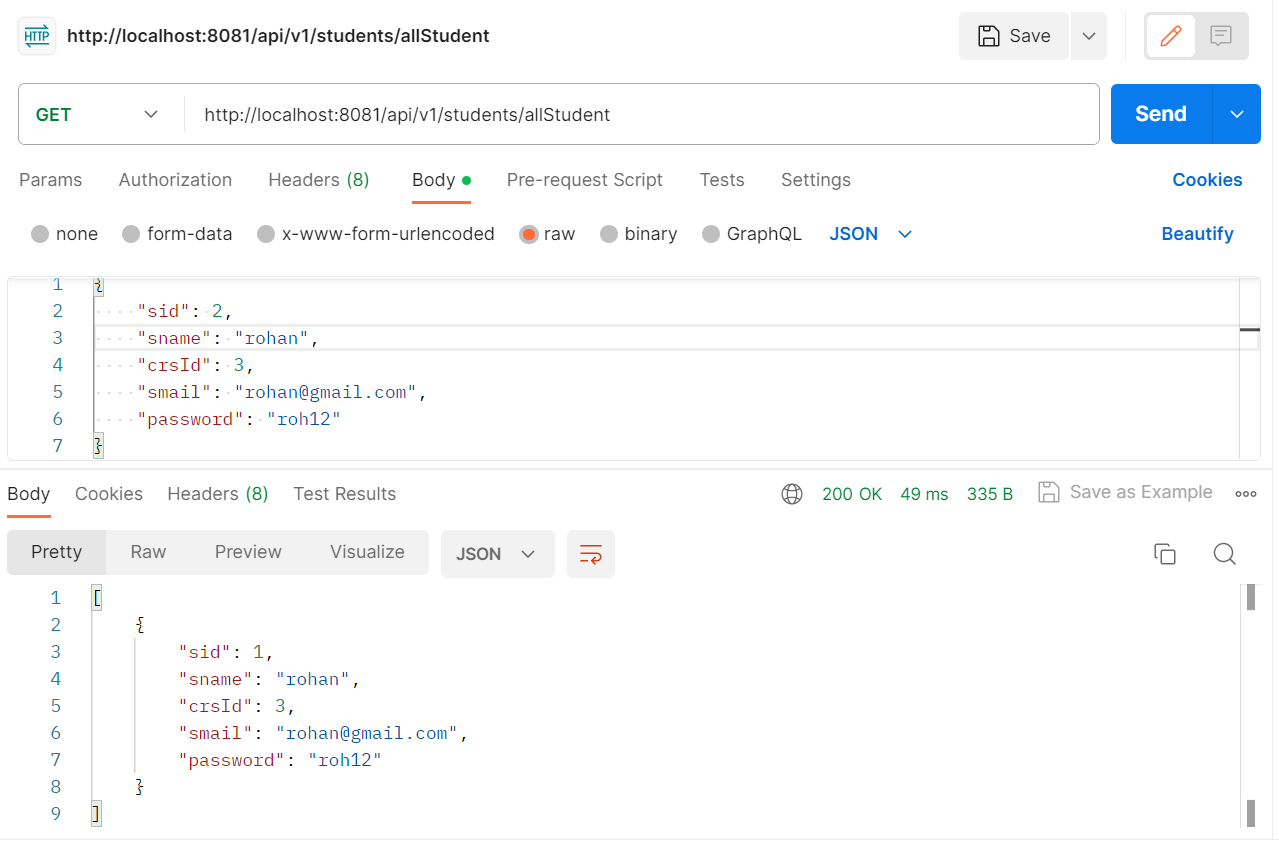 HTTP http://localhost:8081/api/v1/students/allStudent Save
GET http://localhost:8081/api/v1/students/allStudent Send
Params Authorization Headers (8) Body Pre-request Script Tests Settings Cookies
none form-data x-www-form-urlencoded raw binary GraphQL JSON Beautify
1 {
2 "sid": 2,
3 "sname": "rohan",
4 "crsId": 3,
5 "smail": "rohan@gmail.com",
6 "password": "roh12"
7 }
Body Cookies Headers (8) Test Results 200 OK 49 ms 335 B Save as Example
Pretty Raw Preview Visualize JSON
1 [
2 {
3 "sid": 1,
4 "sname": "rohan",
5 "crsId": 3,
6 "smail": "rohan@gmail.com",
7 "password": "roh12"
8 }
9 ]